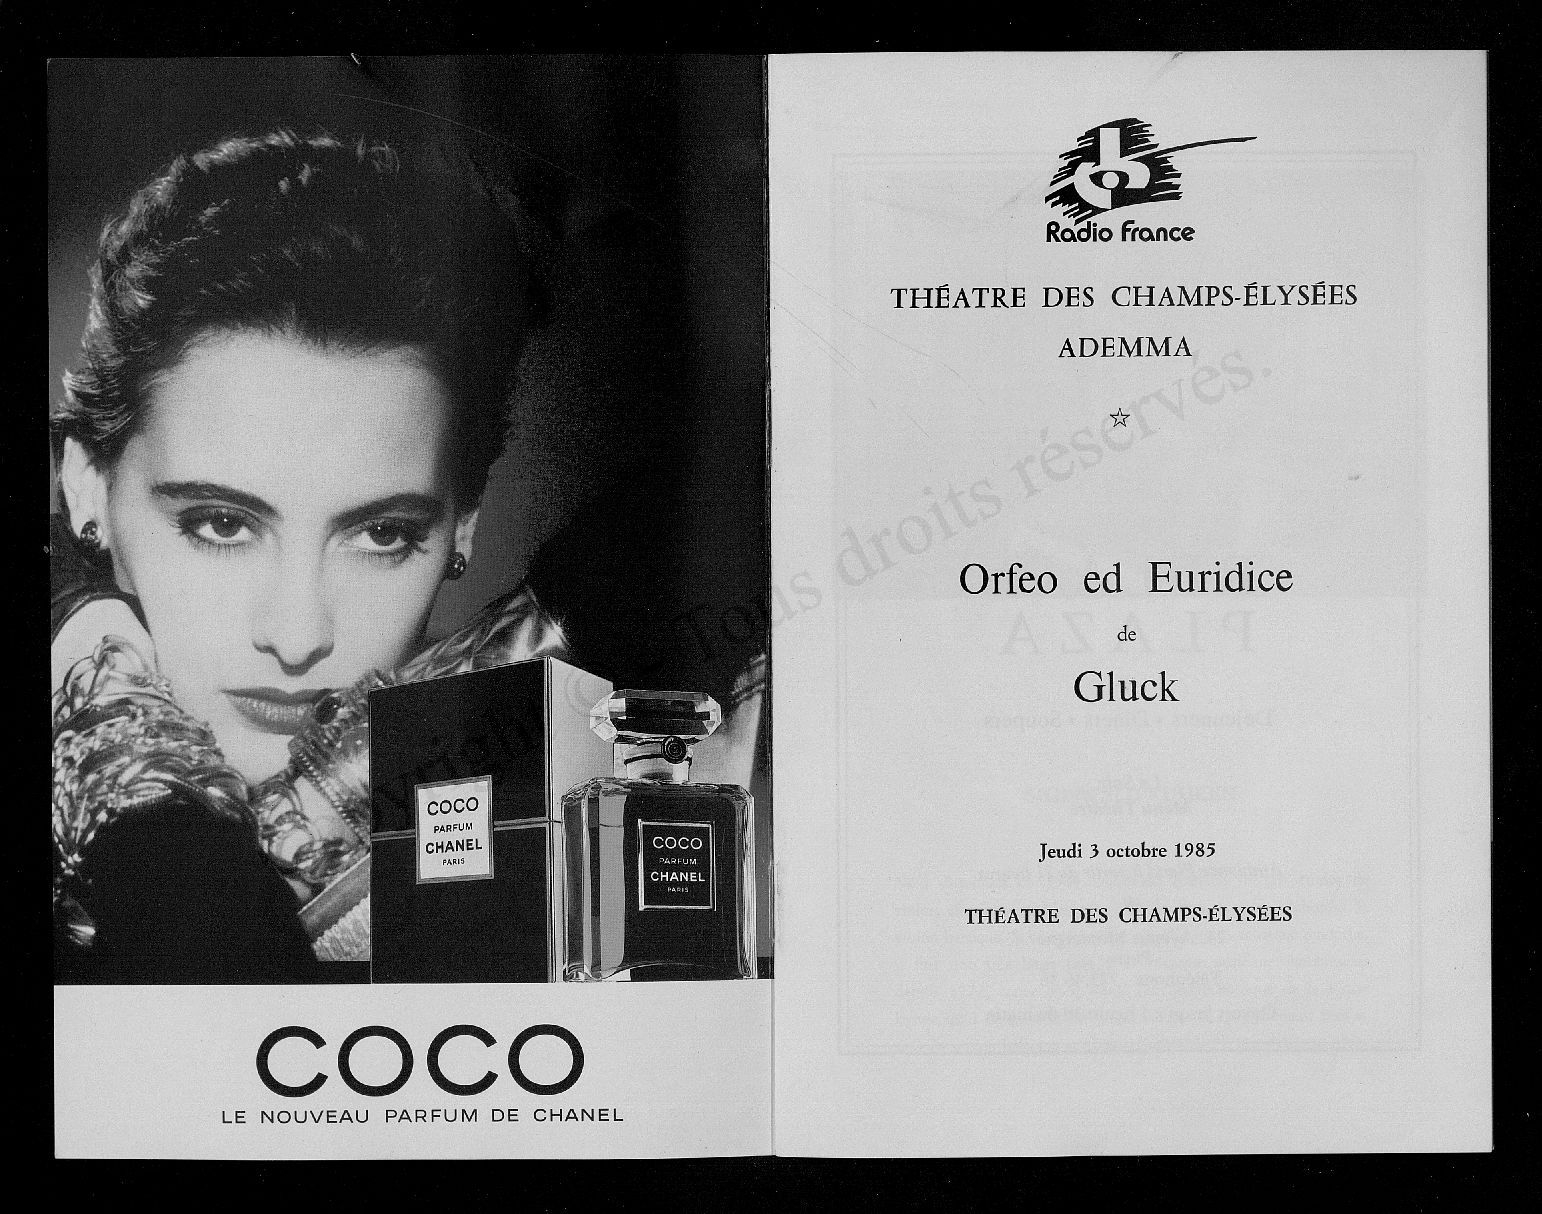 COCO
PARFUM
CHANEL
PARIS
COCO
PARFUM
CHANEL
PARIS
COCO
LE NOUVEAU PARFUM DE CHANEL
Radio France
THÉATRE DES CHAMPS-ÉLYSÉES
ADEMMA
Orfeo ed Euridice
de
Gluck
Jeudi 3 octobre 1985
THÉATRE DES CHAMPS-ÉLYSÉES
© Tous droits réservés.
PLAZA